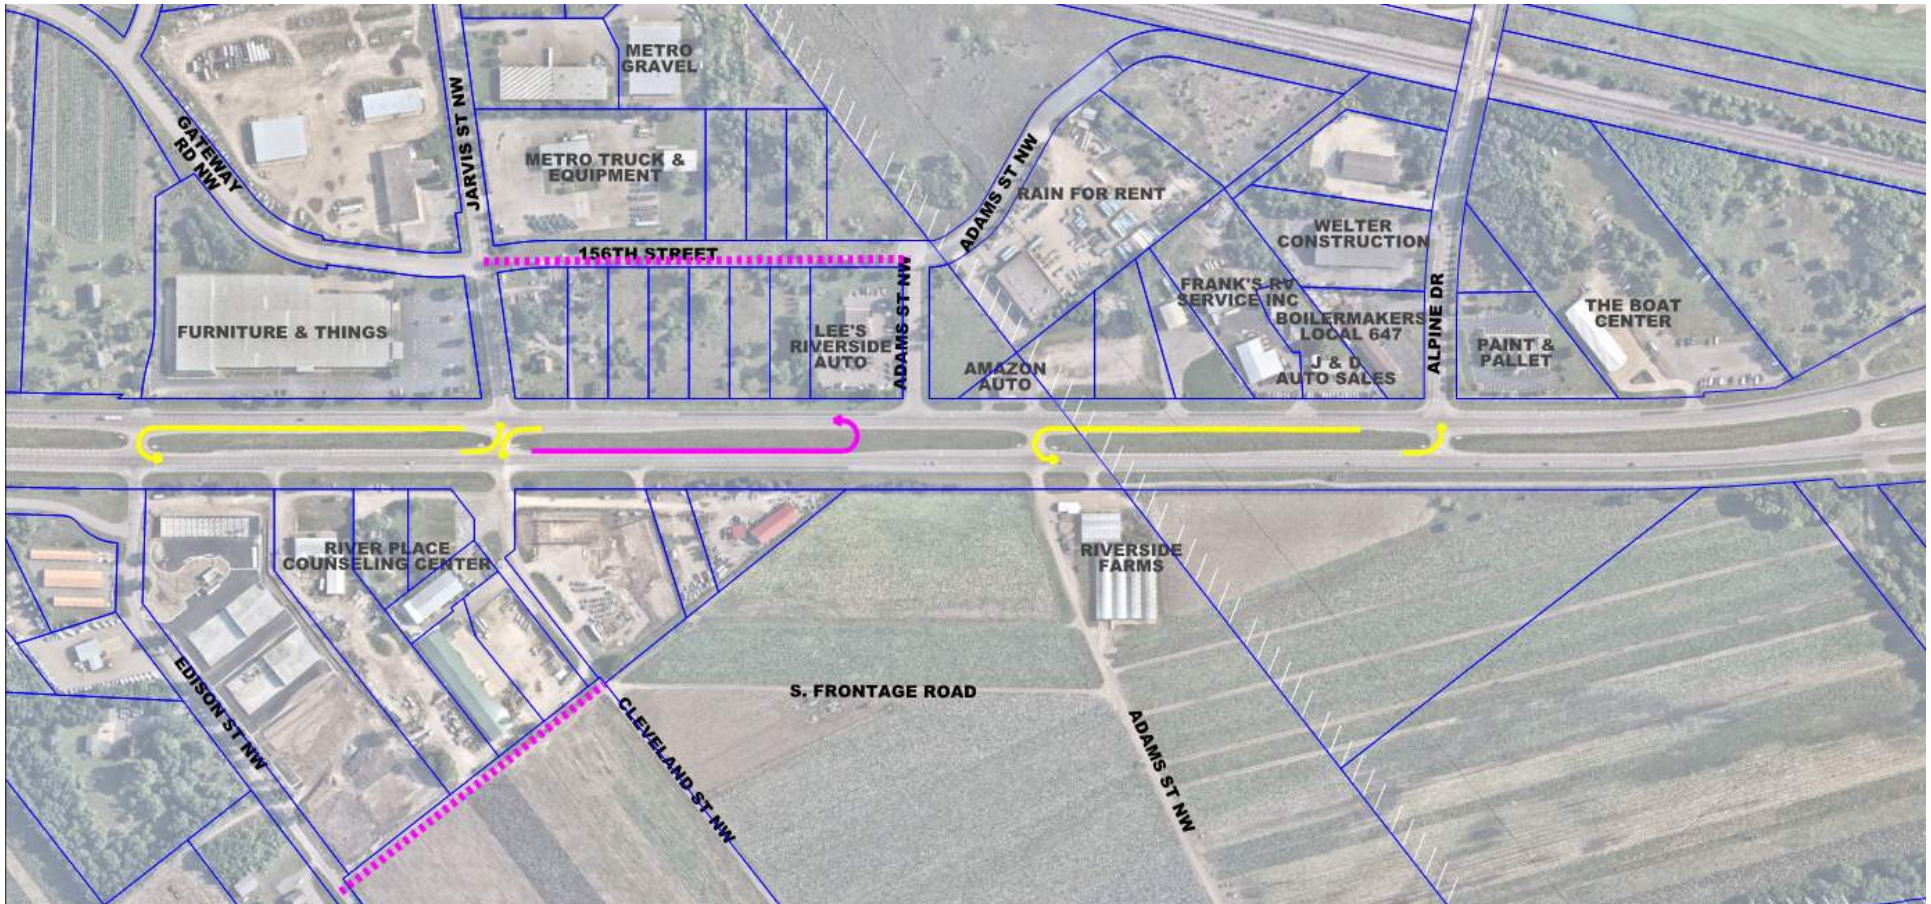 METRO
GRAVEL
GATEWAY
RD NW
JARVIS ST NW
METRO TRUCK &
EQUIPMENT
ADAMS ST NW
RAIN FOR RENT
156TH STREET
WELTER
CONSTRUCTION
FURNITURE & THINGS
LEE'S
RIVERSIDE
AUTO
ADAMS ST NW
AMAZON
AUTO
FRANK'S RV
SERVICE INC
BOILERMAKERS
LOCAL 647
J & D
AUTO SALES
ALPINE DR
PAINT &
PALLET
THE BOAT
CENTER
RIVER PLACE
COUNSELING CENTER
RIVERSIDE
FARMS
EDISON ST NW
CLEVELAND ST NW
S. FRONTAGE ROAD
ADAMS ST NW